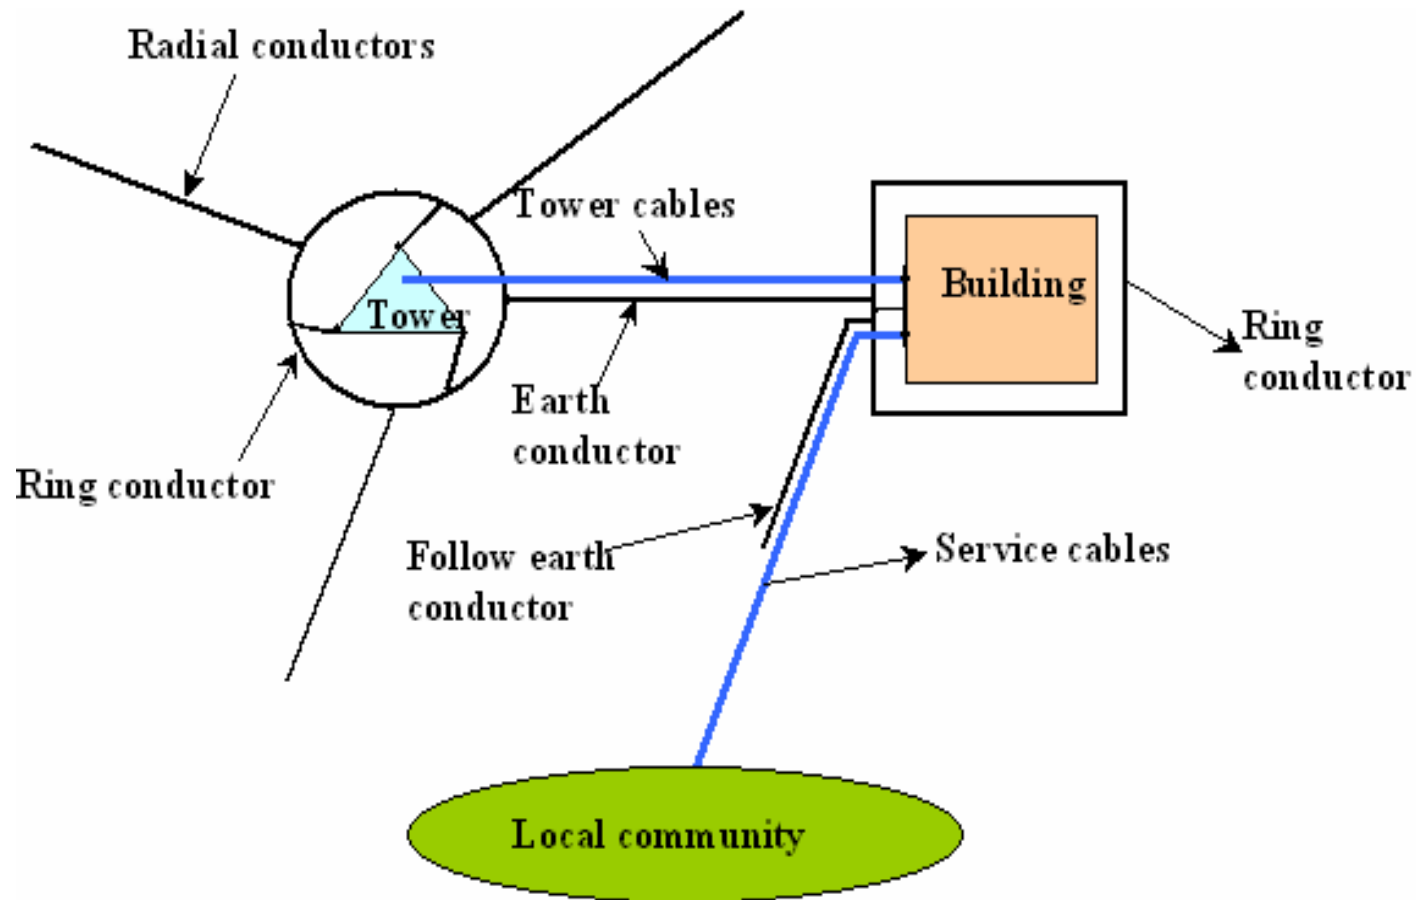 Radial conductors
Tower cables
Building
Tower
Ring
conductor
Earth
conductor
Ring conductor
Follow earth
conductor
Service cables
Local community